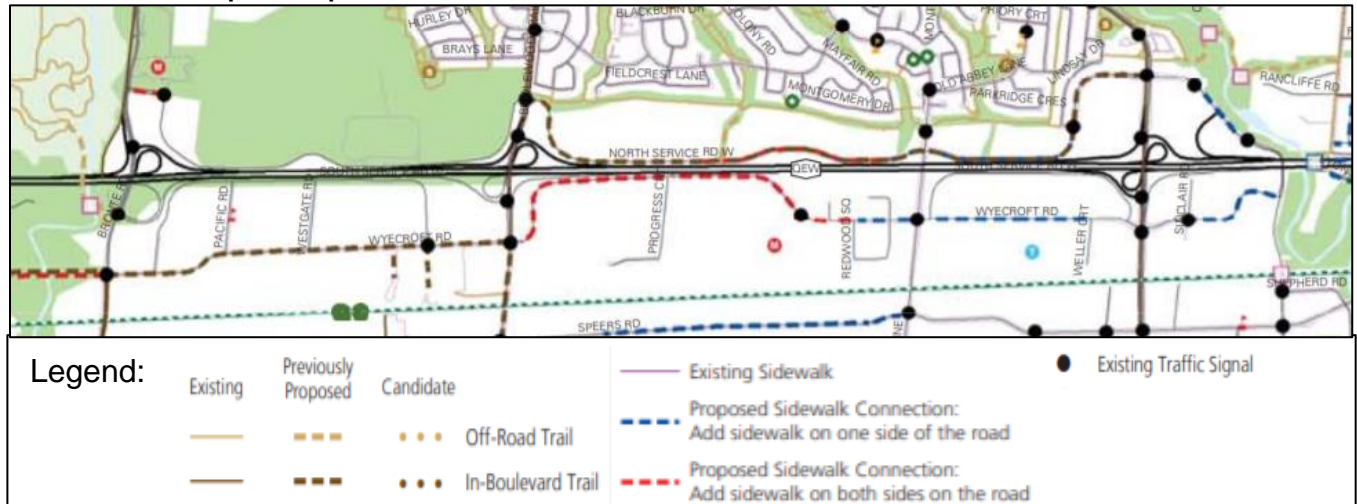 HURLEY DR
BLACKBURN DR
COLONY RD
PRIORY CRT
BRAYS LANE
MAYFAIR RD
OLD ABBEY LANE
LINDSAY DR
FIELDCREST LANE
RANCLIFFE RD
MONTGOMERY DR
PARKRIDGE CRES
NORTH SERVICE RD W
QEW
BRONTE RD
PACIFIC RD
WESTGATE RD
PROGRESS
REDWOOD SQ
WYECROFT RD
WELLER CRT
SINCLAIR R
M
M
T
WYECROFT RD
SHEPHERD RD
SPEERS RD
Legend:
Existing
Previously
Proposed
Candidate
Off-Road Trail
In-Boulevard Trail
Existing Sidewalk
Proposed Sidewalk Connection:
Add sidewalk on one side of the road
Proposed Sidewalk Connection:
Add sidewalk on both sides on the road
Existing Traffic Signal